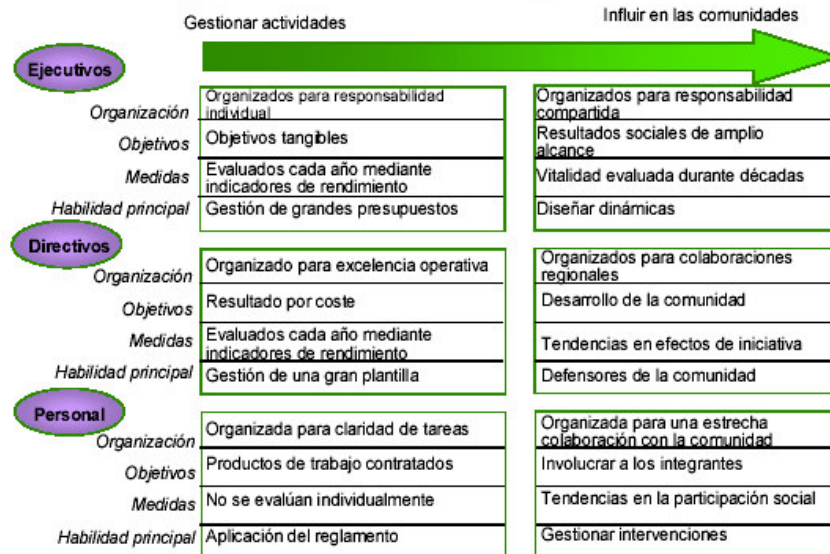 Gestionar actividades
Influir en las comunidades
Ejecutivos
Organización
Organizados para responsabilidad
individual
Organizados para responsabilidad
compartida
Objetivos
Objetivos tangibles
Resultados sociales de amplio
alcance
Medidas
Evaluados cada año mediante
indicadores de rendimiento
Vitalidad evaluada durante décadas
Habilidad principal
Gestión de grandes presupuestos
Diseñar dinámicas
Directivos
Organización
Organizado para excelencia operativa
Organizados para colaboraciones
regionales
Objetivos
Resultado por coste
Desarrollo de la comunidad
Medidas
Evaluados cada año mediante
indicadores de rendimiento
Tendencias en efectos de iniciativa
Habilidad principal
Gestión de una gran plantilla
Defensores de la comunidad
Personal
Organización
Organizada para claridad de tareas
Organizada para una estrecha
colaboración con la comunidad
Objetivos
Productos de trabajo contratados
Involucrar a los integrantes
Medidas
No se evalúan individualmente
Tendencias en la participación social
Habilidad principal
Aplicación del reglamento
Gestionar intervenciones